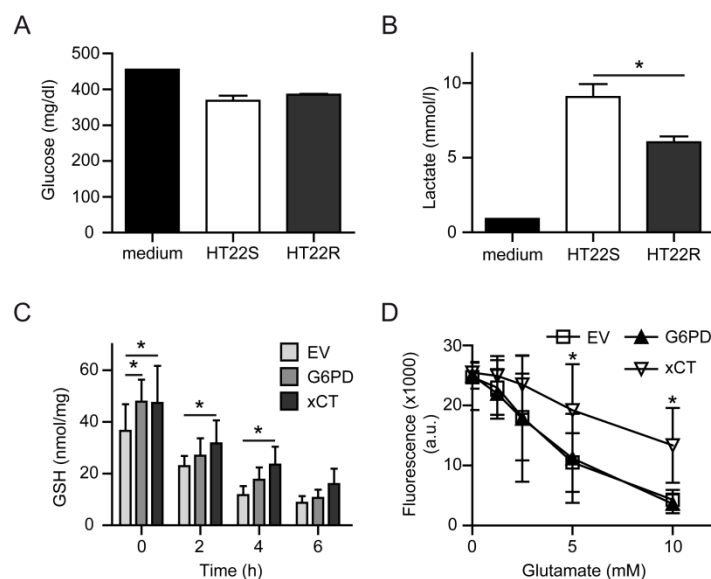 A
Glucose (mg/dl)
500
400
300
200
100
0
medium HT22S HT22R
B
Lactate (mmol/l)
10
5
0
*
medium HT22S HT22R
C
GSH (nmol/mg)
60
40
20
0
* * * *
EV
G6PD
xCT
0 2 4 6
Time (h)
D
Fluorescence (x1000)
(a.u.)
30
20
10
0
EV G6PD
xCT
* *
0 5 10
Glutamate (mM)